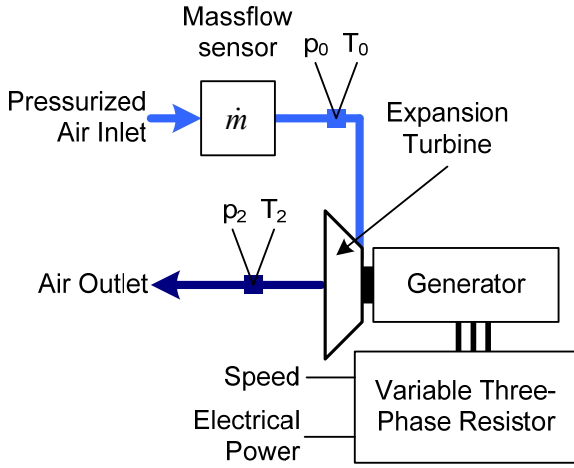 Massflow
sensor
p₀ T₀
Pressurized
Air Inlet
ṁ
Expansion
Turbine
p₂ T₂
Air Outlet
Generator
Speed
Variable Three-
Phase Resistor
Electrical
Power